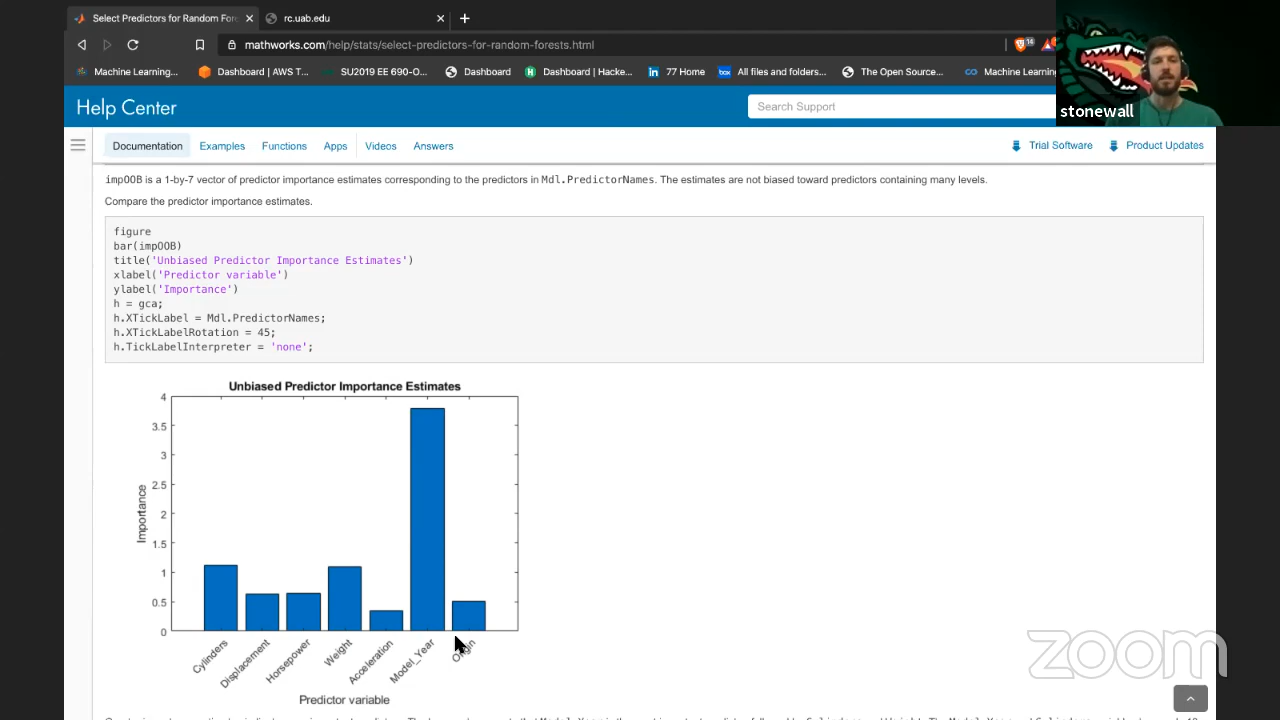 Select Predictors for Random Fore
rc.uab.edu
mathworks.com/help/stats/select-predictors-for-random-forests.html
14
Machine Learning...
Dashboard | AWS T...
SU2019 EE 690-O...
Dashboard
Dashboard | Hacke...
77 Home
All files and folders...
The Open Source...
Machine Learning
stonewall
Help Center
Search Support
Documentation
Examples
Functions
Apps
Videos
Answers
Trial Software
Product Updates
impOOB is a 1-by-7 vector of predictor importance estimates corresponding to the predictors in Mdl.PredictorNames. The estimates are not biased toward predictors containing many levels.
Compare the predictor importance estimates.
figure
bar(impOOB)
title('Unbiased Predictor Importance Estimates')
xlabel('Predictor variable')
ylabel('Importance')
h = gca;
h.XTickLabel = Mdl.PredictorNames;
h.XTickLabelRotation = 45;
h.TickLabelInterpreter = 'none';
Unbiased Predictor Importance Estimates
4
3.5
3
2.5
2
1.5
1
0.5
0
Importance
Cylinders
Displacement
Horsepower
Weight
Acceleration
Model_Year
Origin
Predictor variable
zoom